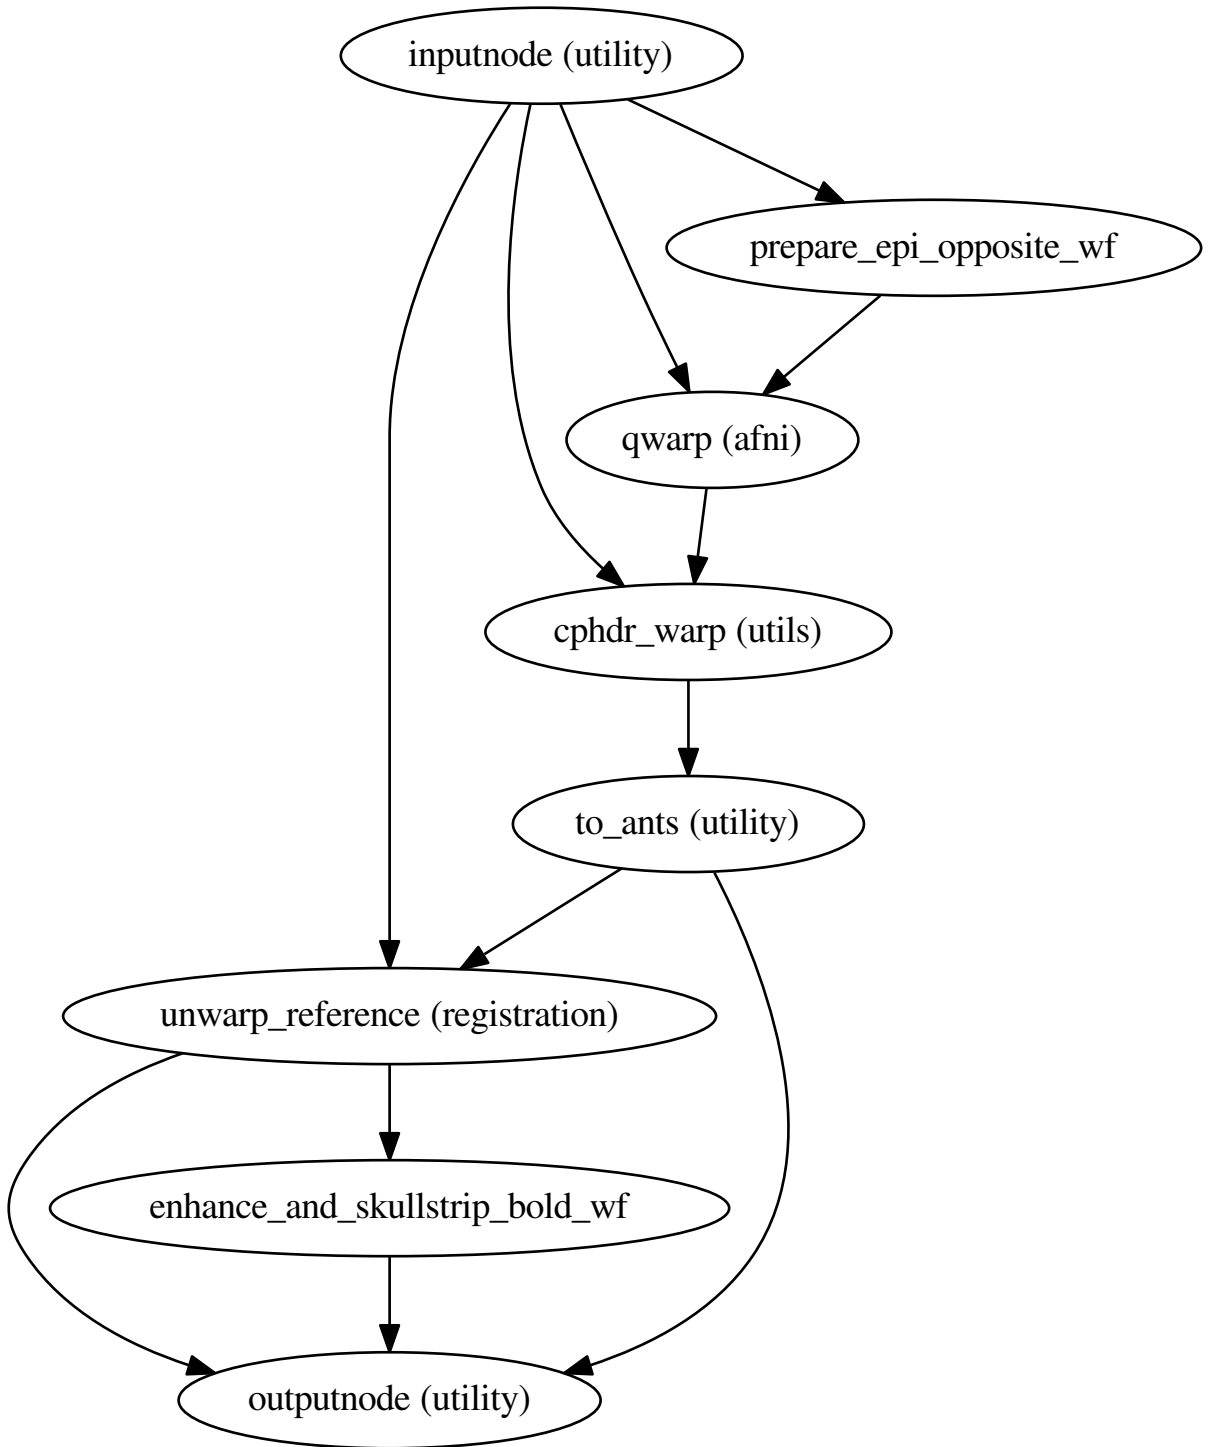 inputnode (utility)
prepare_epi_opposite_wf
qwarp (afni)
cphdr_warp (utils)
to_ants (utility)
unwarp_reference (registration)
enhance_and_skullstrip_bold_wf
outputnode (utility)